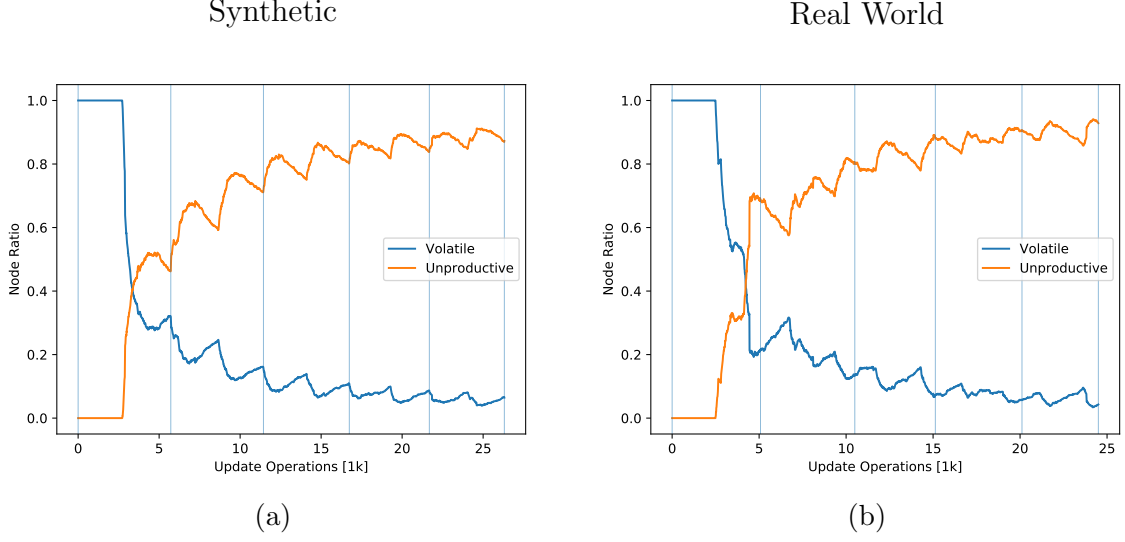 Synthetic
Real World
1.0
0.8
0.6
0.4
0.2
0.0
Node Ratio
Volatile
Unproductive
0 5 10 15 20 25
Update Operations [1k]
(a)
1.0
0.8
0.6
0.4
0.2
0.0
Node Ratio
Volatile
Unproductive
0 5 10 15 20 25
Update Operations [1k]
(b)